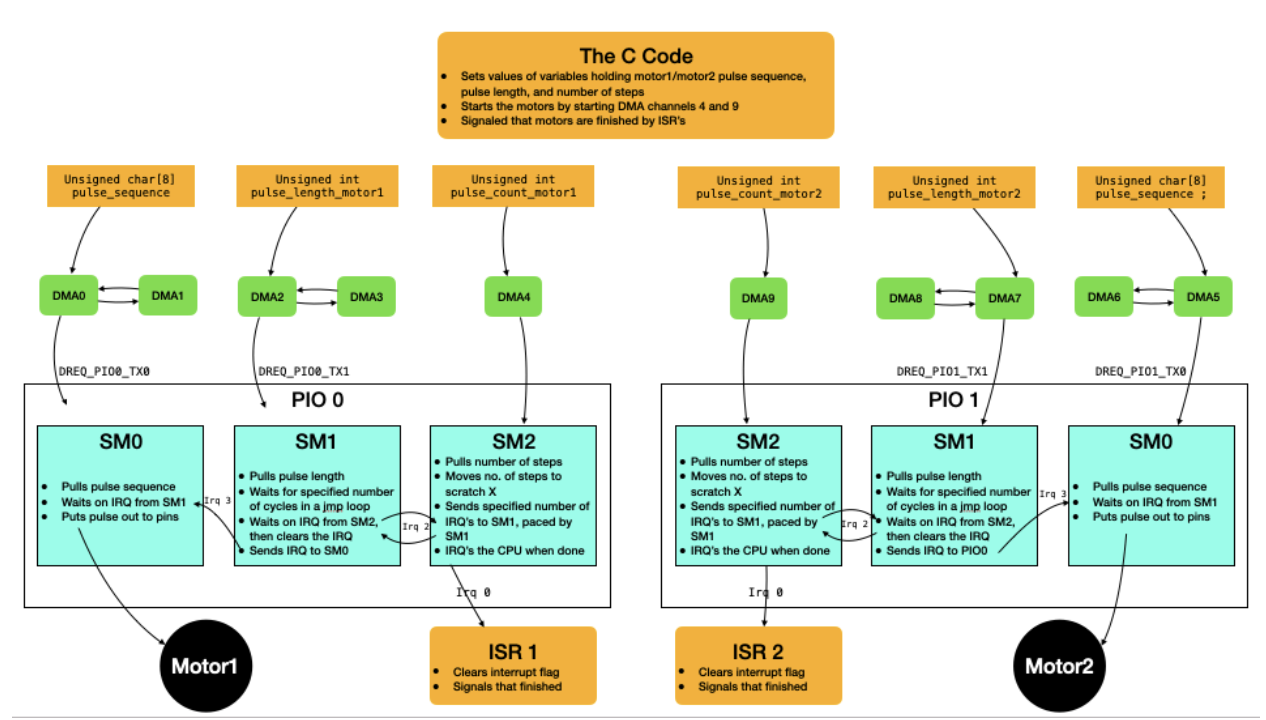 The C Code
• Sets values of variables holding motor1/motor2 pulse sequence,
pulse length, and number of steps
• Starts the motors by starting DMA channels 4 and 9
• Signaled that motors are finished by ISR's
Unsigned char[8]
pulse_sequence
Unsigned int
pulse_length_motor1
Unsigned int
pulse_count_motor1
Unsigned int
pulse_count_motor2
Unsigned int
pulse_length_motor2
Unsigned char[8]
pulse_sequence ;
DMA0
DMA1
DMA2
DMA3
DMA4
DMA9
DMA8
DMA7
DMA6
DMA5
DREQ_PIO0_TX0
DREQ_PIO0_TX1
DREQ_PIO1_TX1
DREQ_PIO1_TX0
PIO 0
SM0
• Pulls pulse sequence
• Waits on IRQ from SM1
• Puts pulse out to pins
Irq 3
SM1
• Pulls pulse length
• Waits for specified number
of cycles in a jmp loop
• Waits on IRQ from SM2,
then clears the IRQ
• Sends IRQ to SM0
Irq 2
SM2
• Pulls number of steps
• Moves no. of steps to
scratch X
• Sends specified number of
IRQ's to SM1, paced by
SM1
• IRQ's the CPU when done
Irq 0
PIO 1
SM2
• Pulls number of steps
• Moves no. of steps to
scratch X
• Sends specified number of
IRQ's to SM1, paced by
SM1
• IRQ's the CPU when done
Irq 2
SM1
• Pulls pulse length
• Waits for specified number
of cycles in a jmp loop
• Waits on IRQ from SM2,
then clears the IRQ
• Sends IRQ to PIO0
Irq 3
SM0
• Pulls pulse sequence
• Waits on IRQ from SM1
• Puts pulse out to pins
Irq 0
Motor1
ISR 1
• Clears interrupt flag
• Signals that finished
ISR 2
• Clears interrupt flag
• Signals that finished
Motor2